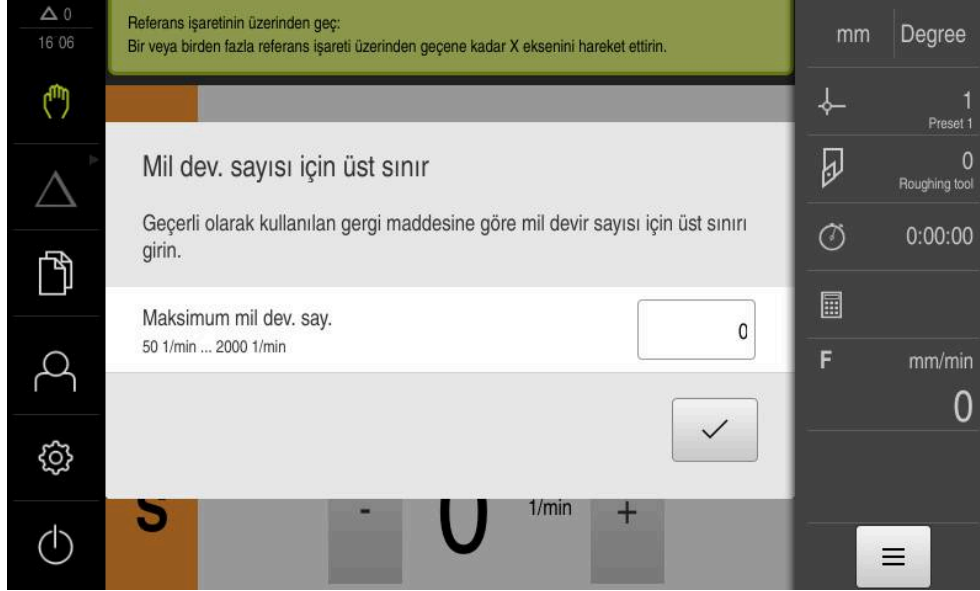 0
16 06
Referans işaretinin üzerinden geç:
Bir veya birden fazla referans işareti üzerinden geçene kadar X eksenini hareket ettirin.
Mil dev. sayısı için üst sınır
Geçerli olarak kullanılan gergi maddesine göre mil devir sayısı için üst sınırı
girin.
Maksimum mil dev. say.
50 1/min ... 2000 1/min
0
S
-
0
1/min
+
mm
Degree
1
Preset 1
0
Roughing tool
0:00:00
F
mm/min
0